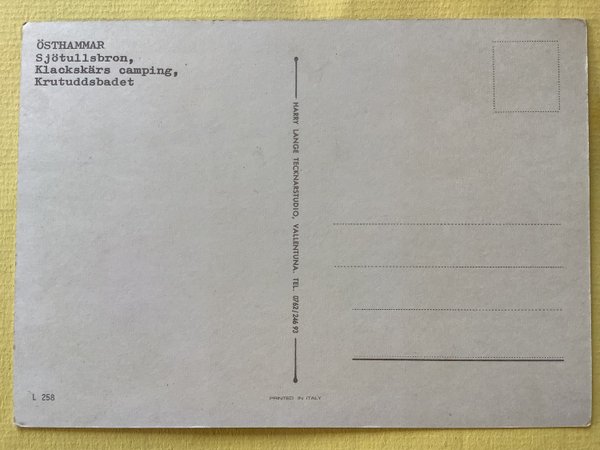 ÖSTHAMMAR
Sjötullsbron,
Klackskärs camping,
Krutuddsbadet
HARRY LANGE TECKNARSTUDIO, VALLENTUNA. TEL. 0762/246 93
L 258
PRINTED IN ITALY